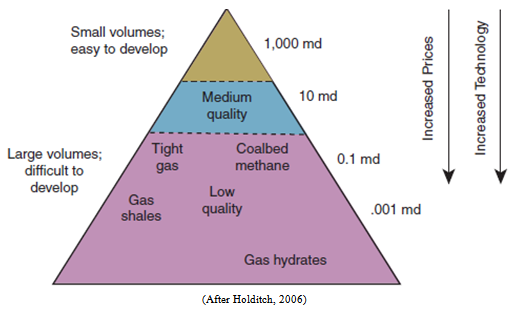 Small volumes;
easy to develop
1,000 md
Medium
quality
10 md
Large volumes;
difficult to
develop
Tight
gas
Coalbed
methane
0.1 md
Gas
shales
Low
quality
.001 md
Gas hydrates
Increased Prices
Increased Technology
(After Holditch, 2006)